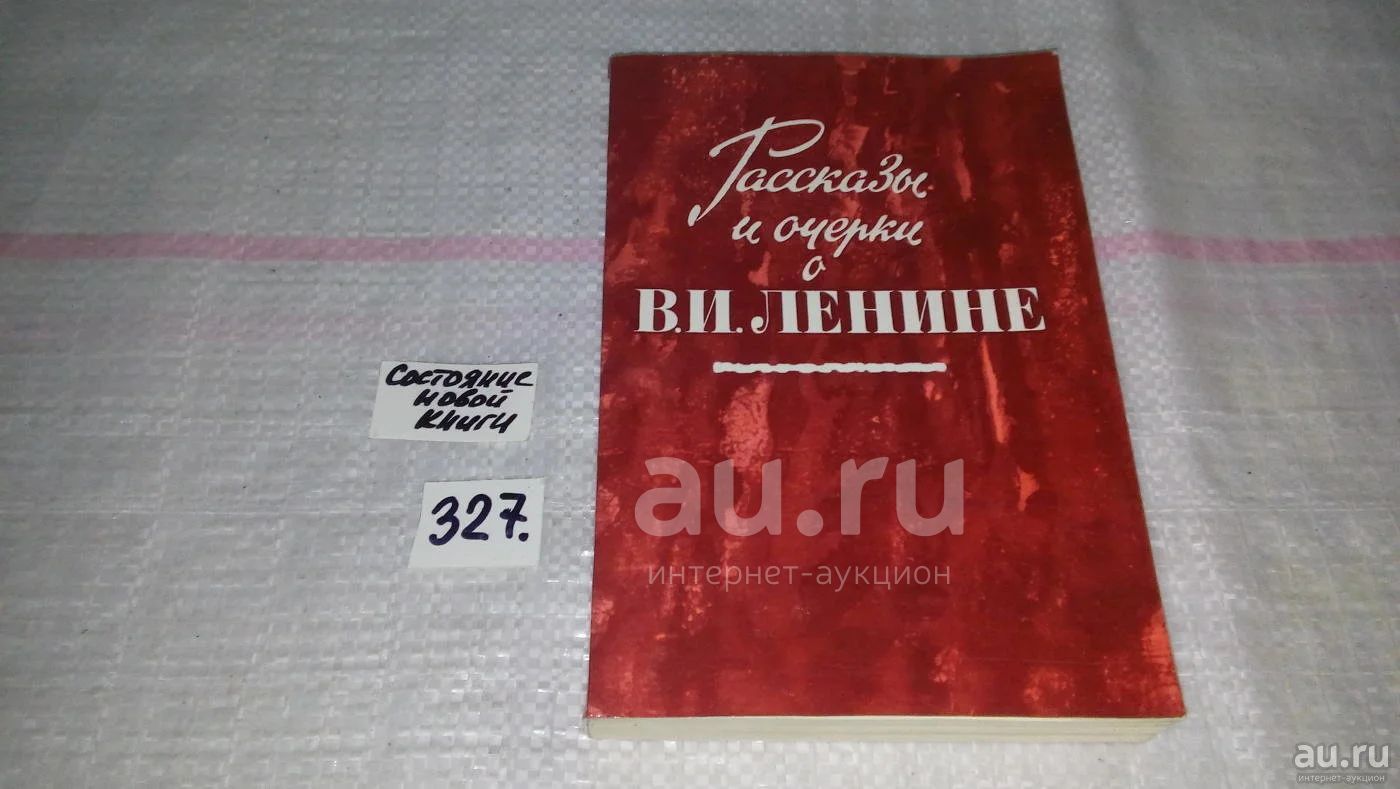 Рассказы
и очерки
о
В.И. ЛЕНИНЕ
Состояние
новой
книги
327.
au.ru
интернет-аукцион
au.ru
интернет-аукцион